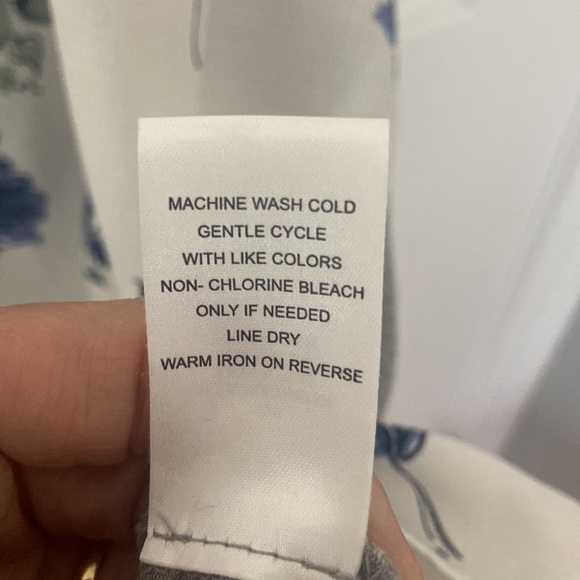 MACHINE WASH COLD
GENTLE CYCLE
WITH LIKE COLORS
NON- CHLORINE BLEACH
ONLY IF NEEDED
LINE DRY
WARM IRON ON REVERSE